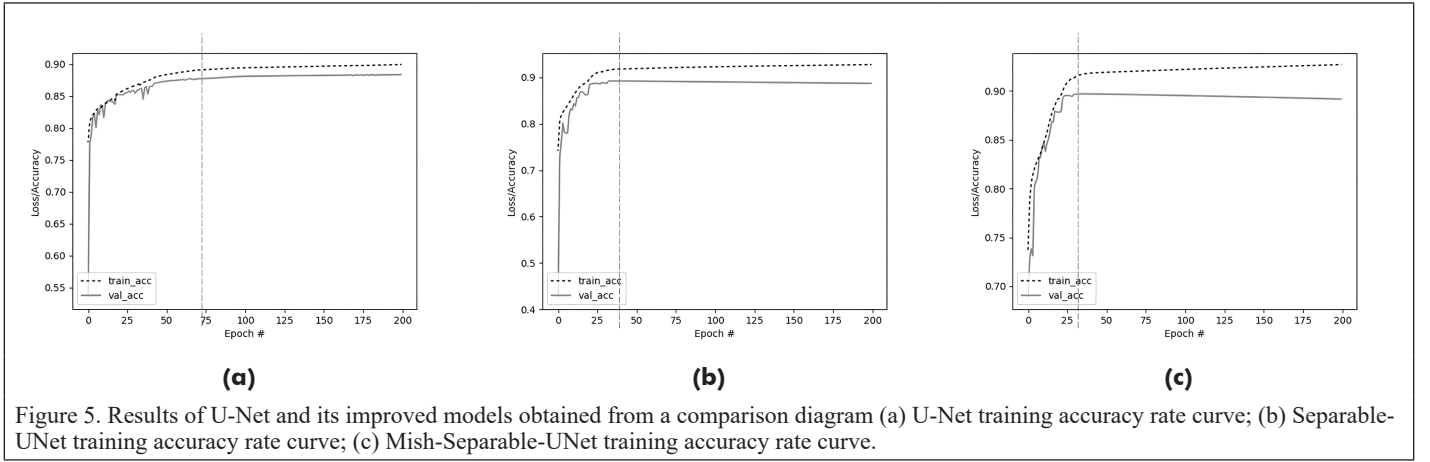 0.90
0.85
0.80
0.75
0.70
0.65
0.60
0.55
Loss/Accuracy
train_acc
val_acc
0 25 50 75 100 125 150 175 200
Epoch #
(a)
0.9
0.8
0.7
0.6
0.5
0.4
Loss/Accuracy
train_acc
val_acc
0 25 50 75 100 125 150 175 200
Epoch #
(b)
0.90
0.85
0.80
0.75
0.70
Loss/Accuracy
train_acc
val_acc
0 25 50 75 100 125 150 175 200
Epoch #
(c)
Figure 5. Results of U-Net and its improved models obtained from a comparison diagram (a) U-Net training accuracy rate curve; (b) Separable-
UNet training accuracy rate curve; (c) Mish-Separable-UNet training accuracy rate curve.